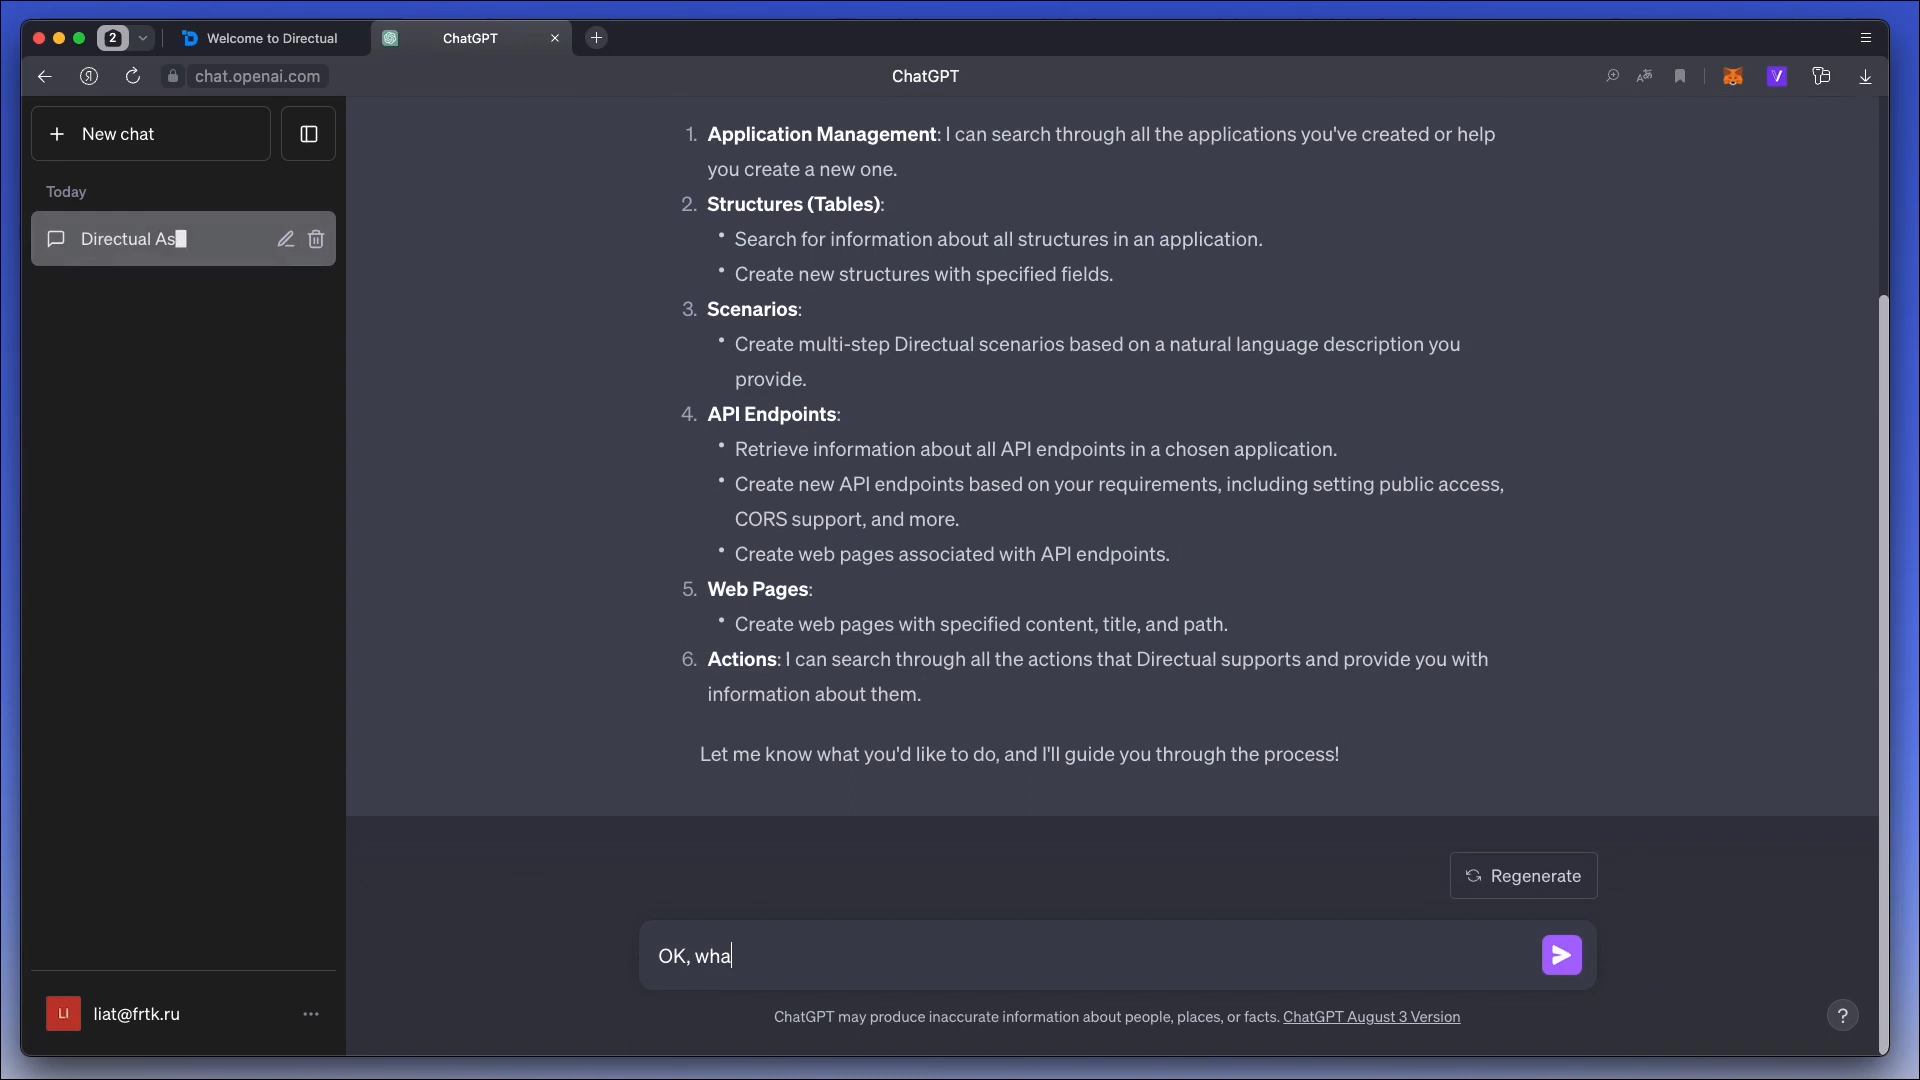 2
Welcome to Directual
ChatGPT
chat.openai.com
ChatGPT
New chat
Today
Directual As
1. Application Management: I can search through all the applications you've created or help
you create a new one.
2. Structures (Tables):
• Search for information about all structures in an application.
• Create new structures with specified fields.
3. Scenarios:
• Create multi-step Directual scenarios based on a natural language description you
provide.
4. API Endpoints:
• Retrieve information about all API endpoints in a chosen application.
• Create new API endpoints based on your requirements, including setting public access,
CORS support, and more.
• Create web pages associated with API endpoints.
5. Web Pages:
• Create web pages with specified content, title, and path.
6. Actions: I can search through all the actions that Directual supports and provide you with
information about them.
Let me know what you'd like to do, and I'll guide you through the process!
Regenerate
OK, wha
LI
liat@frtk.ru
ChatGPT may produce inaccurate information about people, places, or facts. ChatGPT August 3 Version
?